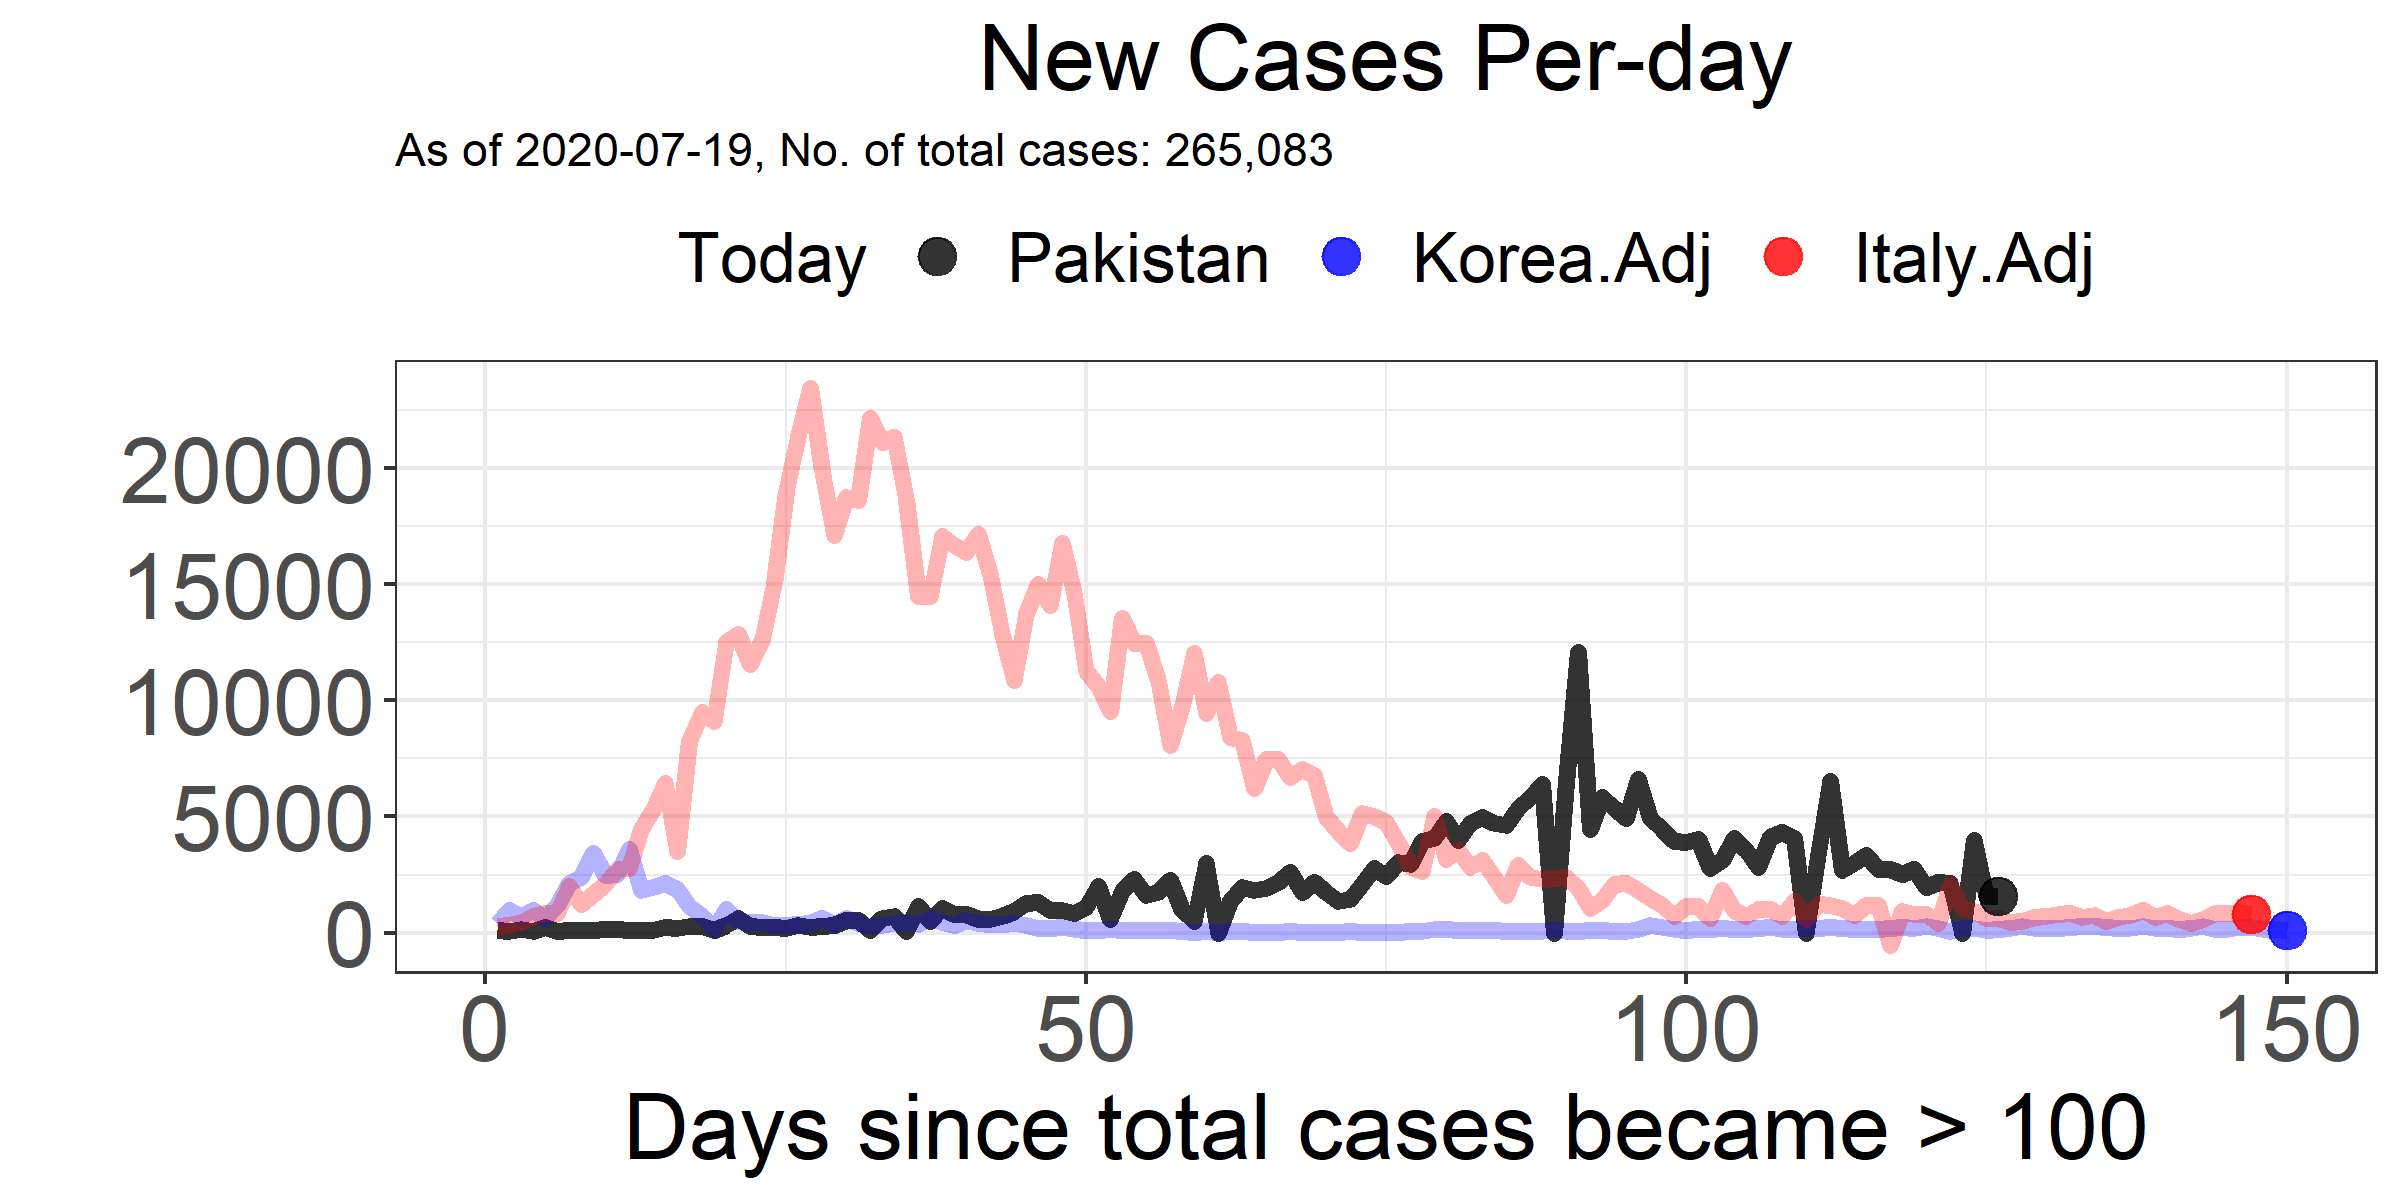 New Cases Per-day
As of 2020-07-19, No. of total cases: 265,083
Today Pakistan Korea.Adj Italy.Adj
20000
15000
10000
5000
0
0 50 100 150
Days since total cases became > 100